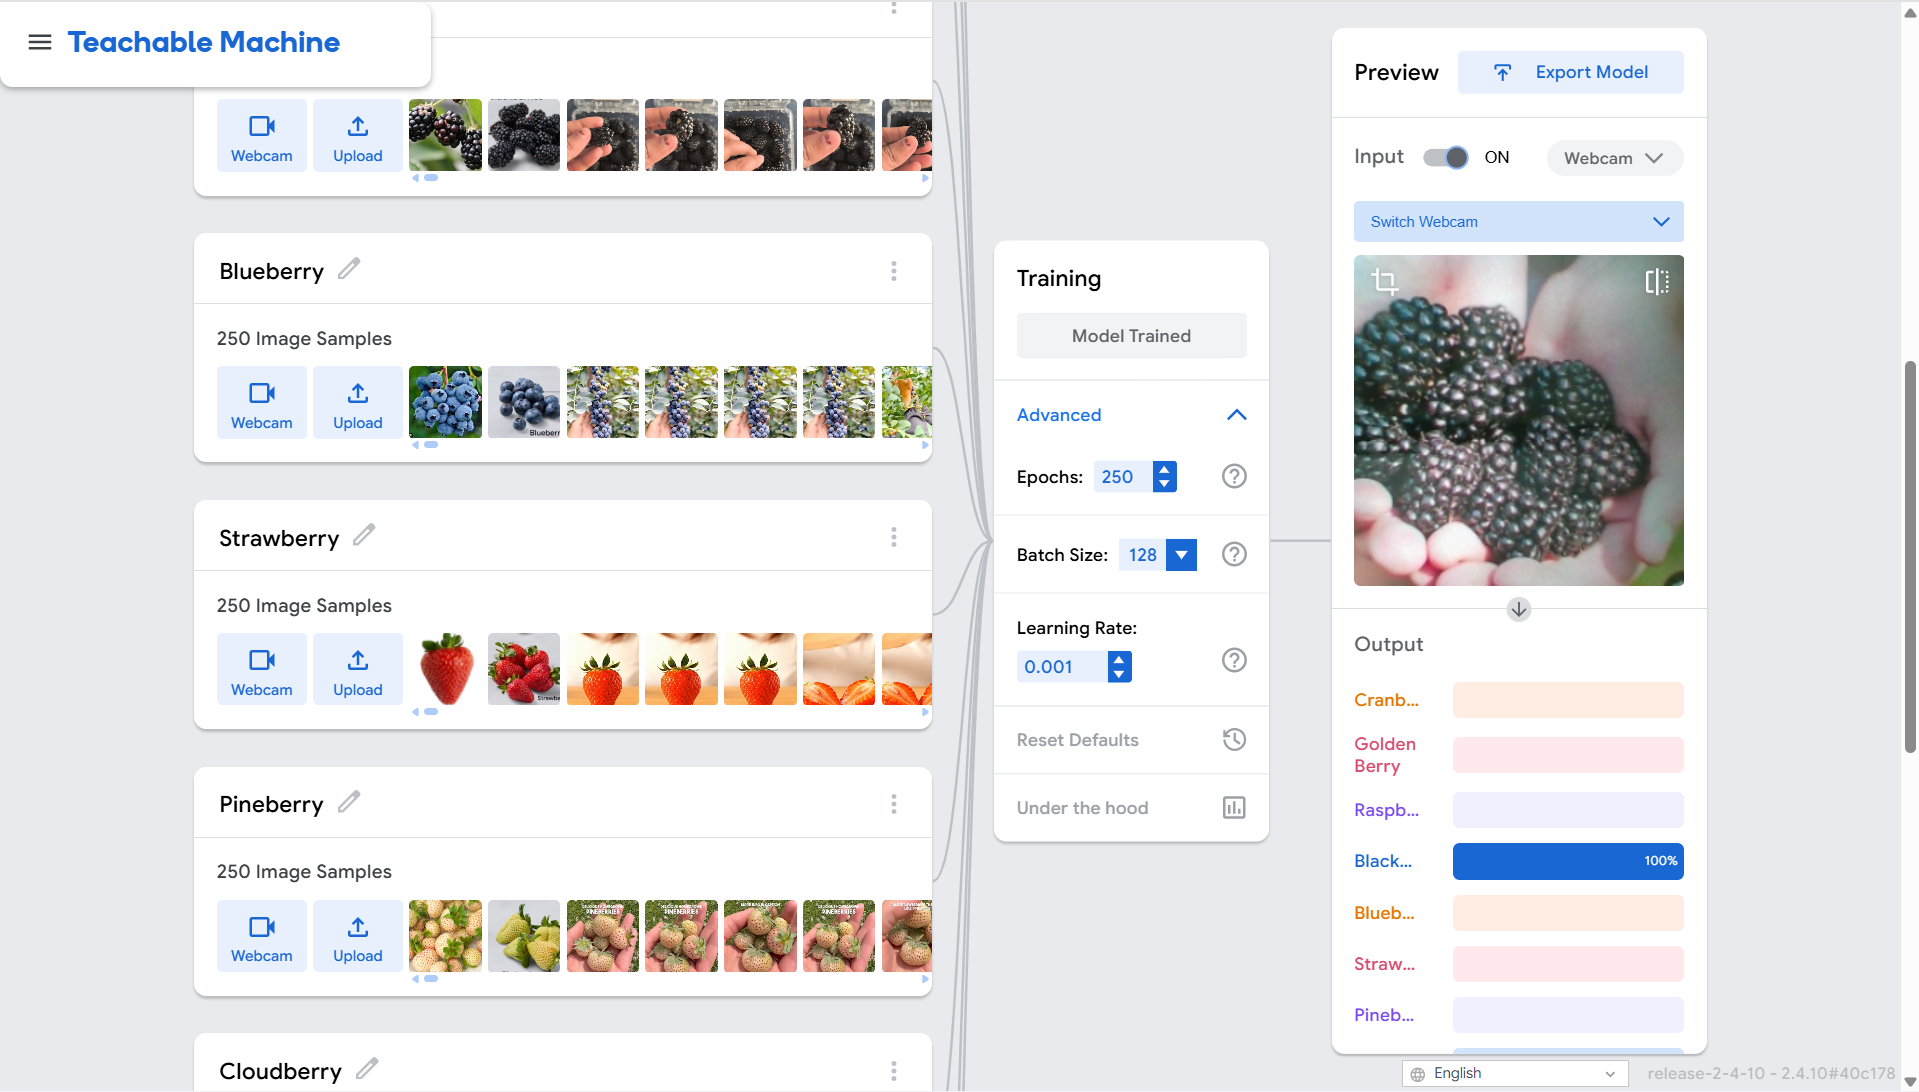 Teachable Machine
Webcam
Upload
Blueberry
250 Image Samples
Webcam
Upload
Strawberry
250 Image Samples
Webcam
Upload
Pineberry
250 Image Samples
Webcam
Upload
PINEBERRIES
PINEBERRIES
PINEBERRIES
Cloudberry
Training
Model Trained
Advanced
Epochs: 250
Batch Size: 128
Learning Rate:
0.001
Reset Defaults
Under the hood
Preview
Export Model
Input ON Webcam
Switch Webcam
Output
Cranb...
Golden
Berry
Raspb...
Black... 100%
Blueb...
Straw...
Pineb...
English
release-2-4-10 - 2.4.10#40c178